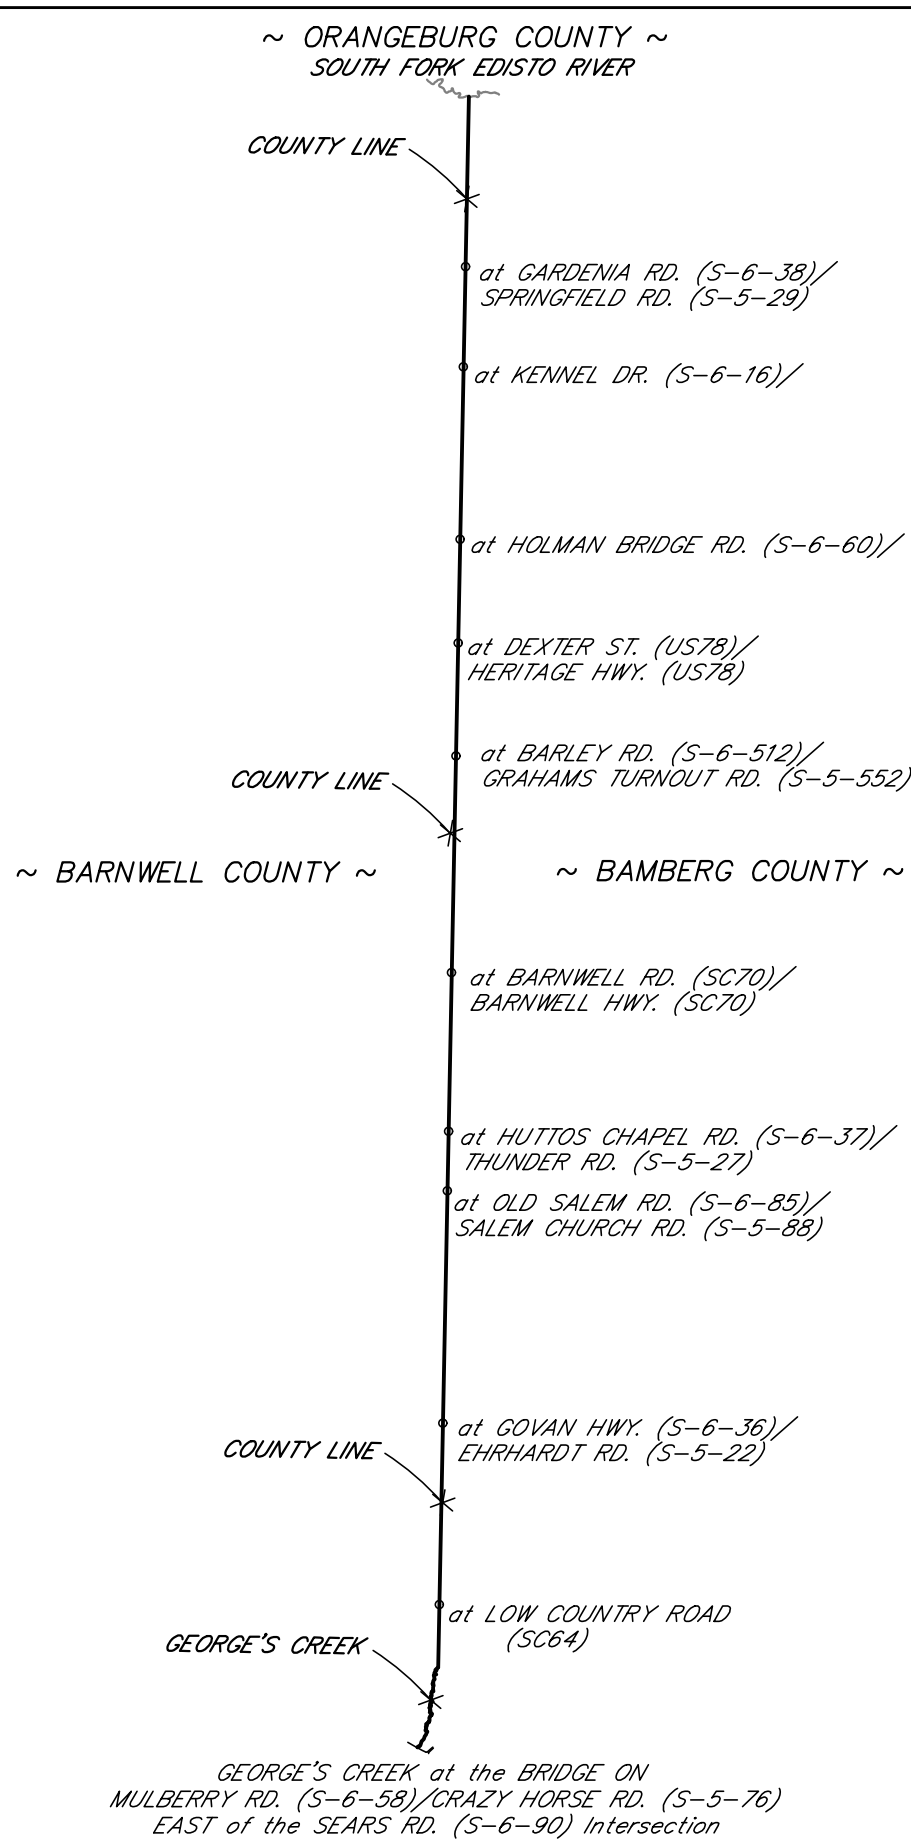 ~ ORANGEBURG COUNTY ~
SOUTH FORK EDISTO RIVER
COUNTY LINE
at GARDENIA RD. (S-6-38)/
SPRINGFIELD RD. (S-5-29)
at KENNEL DR. (S-6-16)/
at HOLMAN BRIDGE RD. (S-6-60)/
at DEXTER ST. (US78)/
HERITAGE HWY. (US78)
at BARLEY RD. (S-6-512)/
GRAHAMS TURNOUT RD. (S-5-552)
COUNTY LINE
~ BARNWELL COUNTY ~
~ BAMBERG COUNTY ~
at BARNWELL RD. (SC70)/
BARNWELL HWY. (SC70)
at HUTTOS CHAPEL RD. (S-6-37)/
THUNDER RD. (S-5-27)
at OLD SALEM RD. (S-6-85)/
SALEM CHURCH RD. (S-5-88)
at GOVAN HWY. (S-6-36)/
EHRHARDT RD. (S-5-22)
COUNTY LINE
at LOW COUNTRY ROAD
(SC64)
GEORGE'S CREEK
GEORGE'S CREEK at the BRIDGE ON
MULBERRY RD. (S-6-58)/CRAZY HORSE RD. (S-5-76)
EAST of the SEARS RD. (S-6-90) Intersection